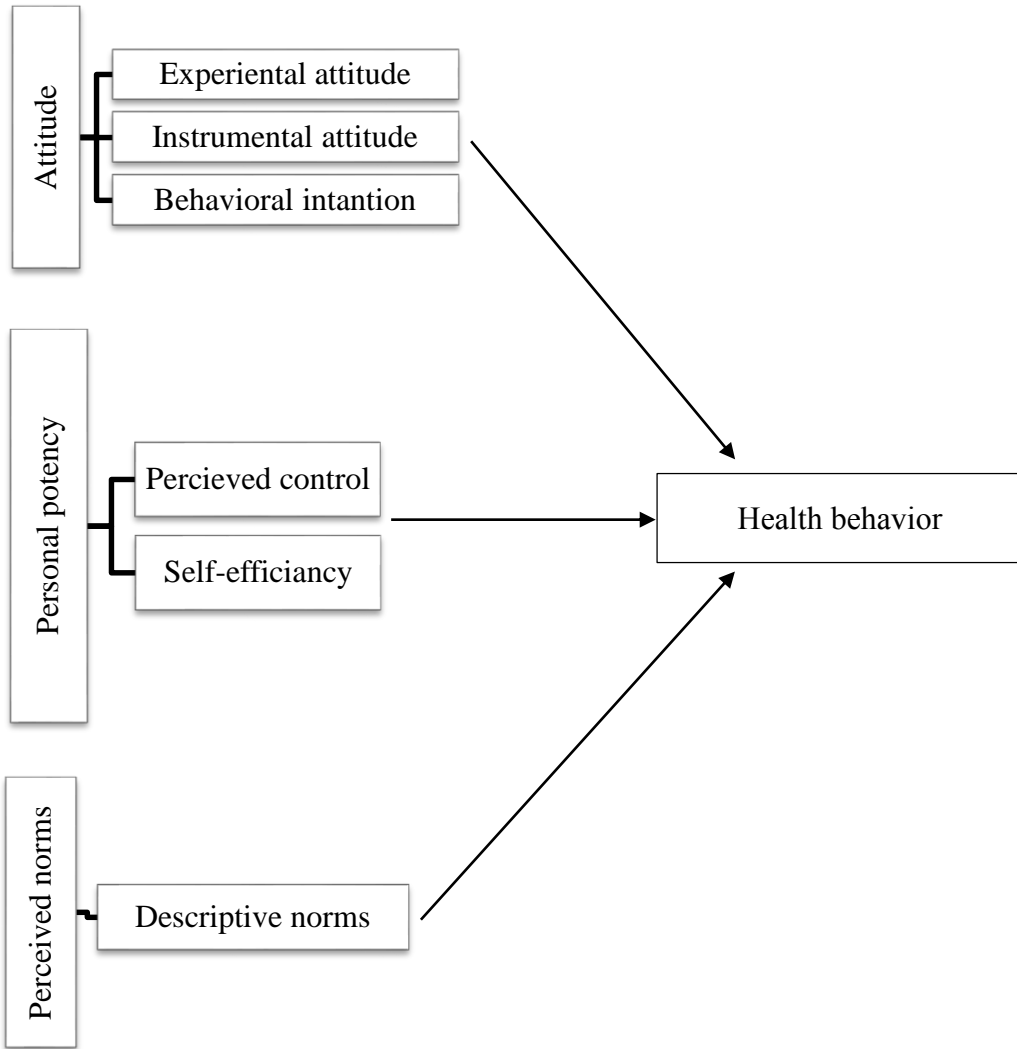 Attitude
Experiental attitude
Instrumental attitude
Behavioral intantion
Personal potency
Percieved control
Self-efficiancy
Health behavior
Perceived norms
Descriptive norms